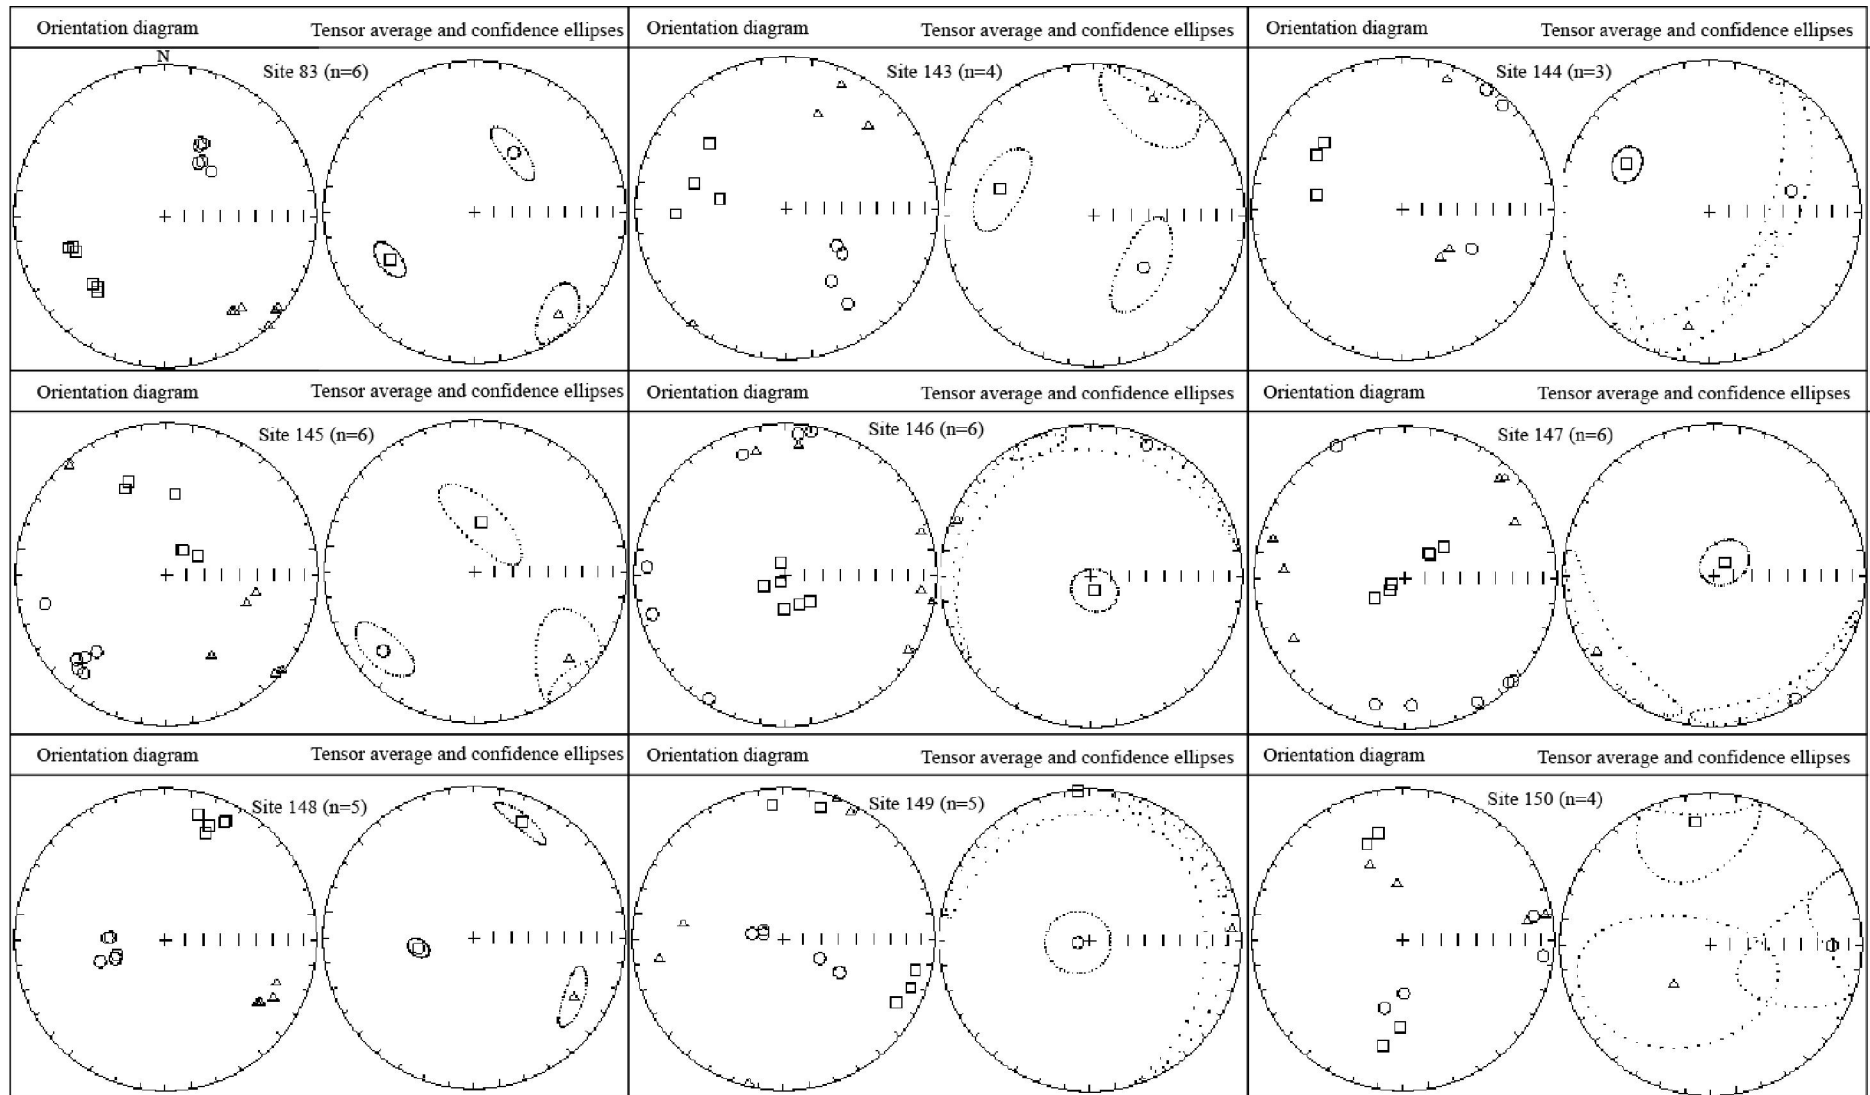 Orientation diagram Tensor average and confidence ellipses Orientation diagram Tensor average and confidence ellipses Orientation diagram Tensor average and confidence ellipses
N
Site 83 (n=6) Site 143 (n=4) Site 144 (n=3)
Orientation diagram Tensor average and confidence ellipses Orientation diagram Tensor average and confidence ellipses Orientation diagram Tensor average and confidence ellipses
Site 145 (n=6) Site 146 (n=6) Site 147 (n=6)
Orientation diagram Tensor average and confidence ellipses Orientation diagram Tensor average and confidence ellipses Orientation diagram Tensor average and confidence ellipses
Site 148 (n=5) Site 149 (n=5) Site 150 (n=4)